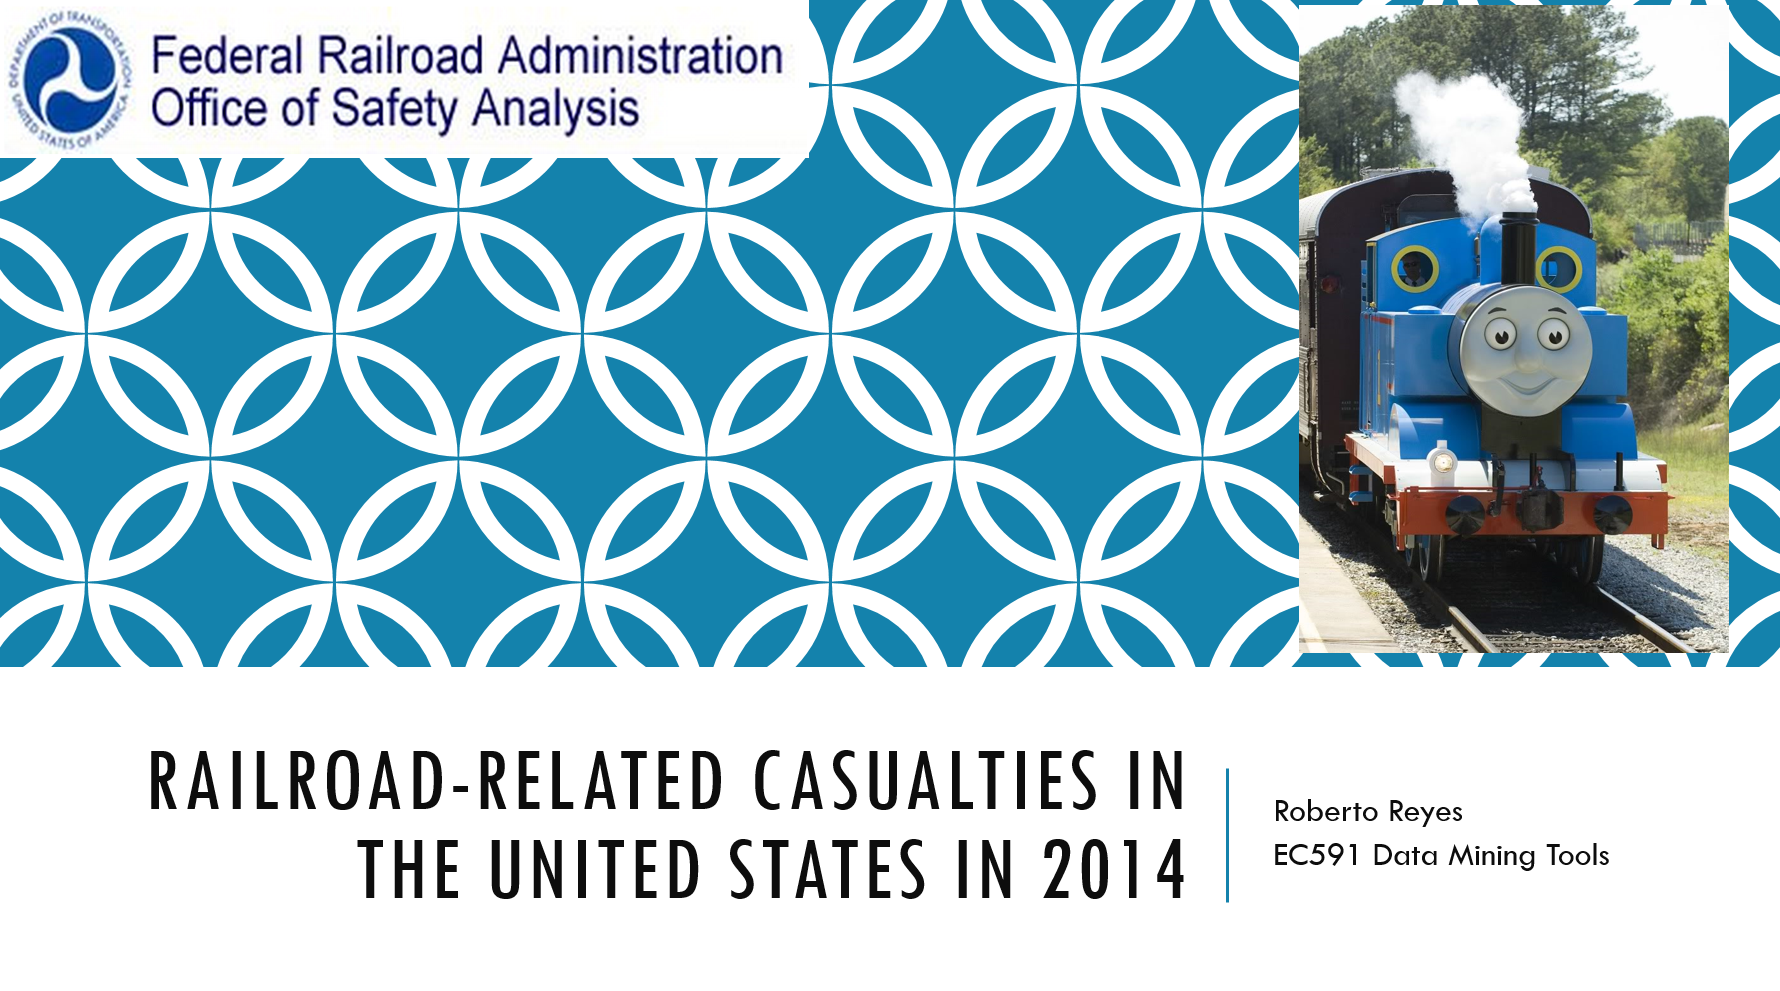 DEPARTMENT OF TRANSPORTATION
UNITED STATES OF AMERICA
Federal Railroad Administration
Office of Safety Analysis
RAILROAD-RELATED CASUALTIES IN
THE UNITED STATES IN 2014
Roberto Reyes
EC591 Data Mining Tools